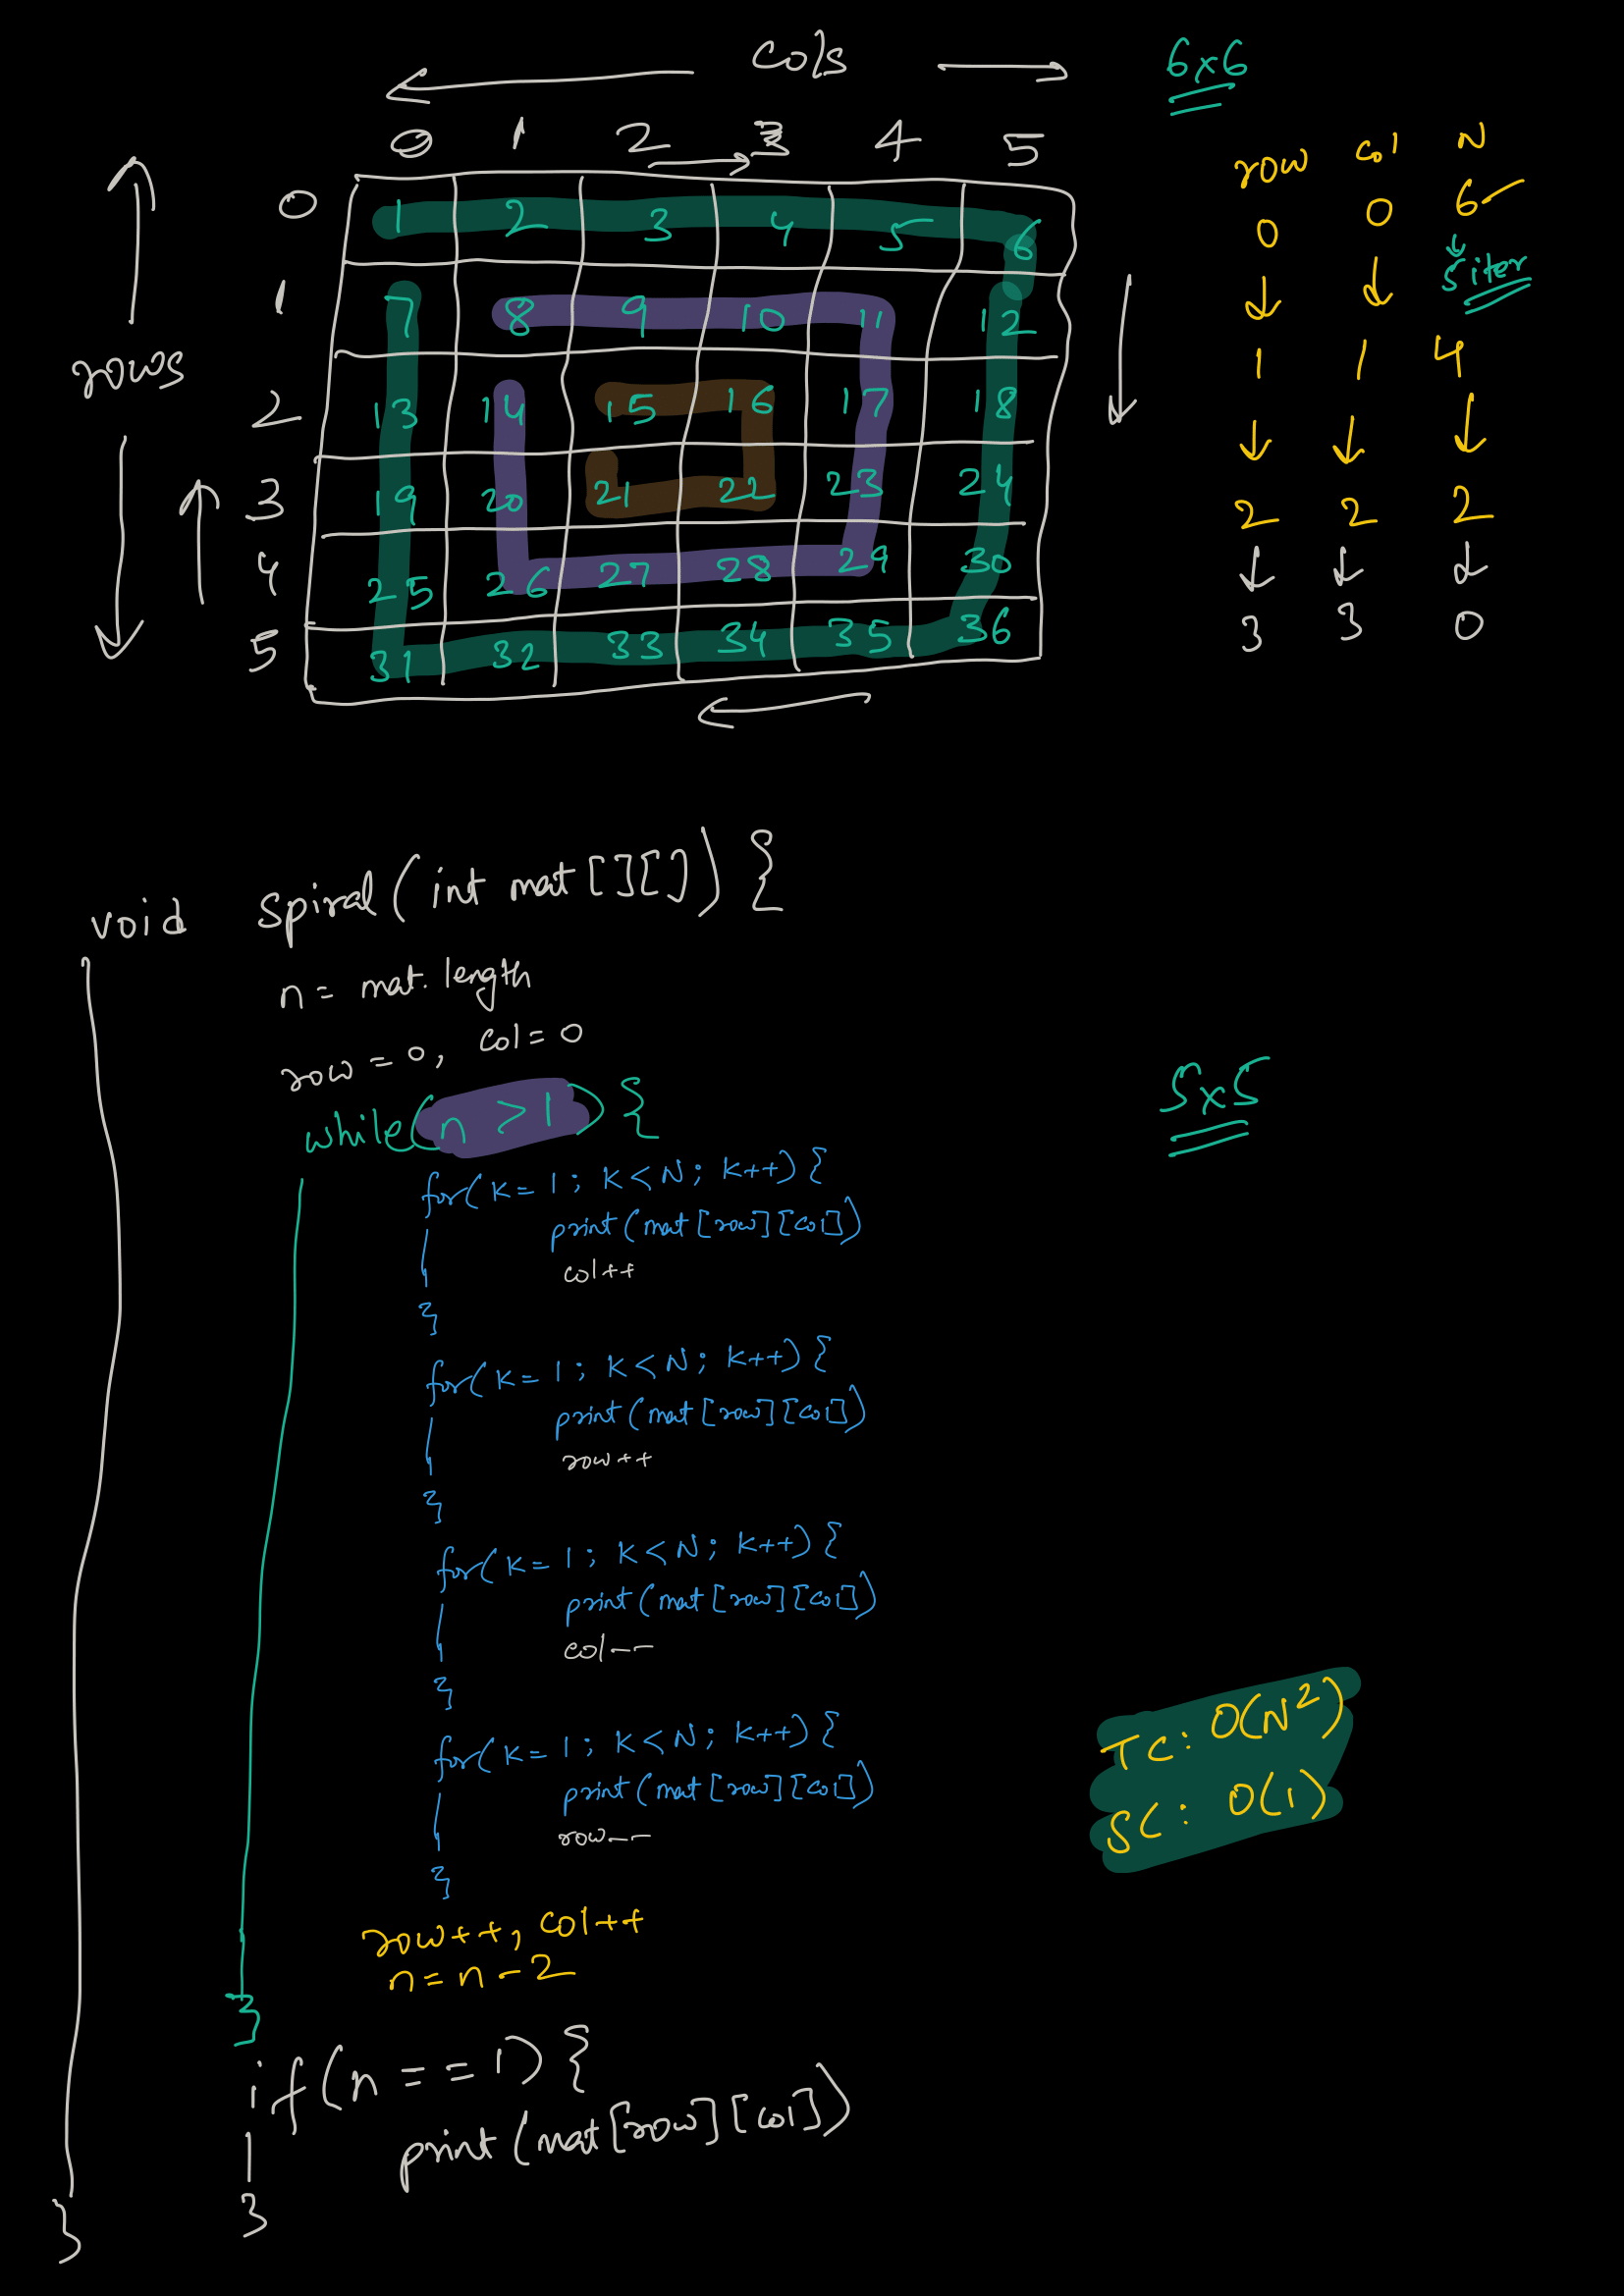 cols
6x6
0 1 2 3 4 5
row col N
0 1 2 3 4 5 6
0 0 6
5 iter
rows
1 7 8 9 10 11 12
1 1 4
2 13 14 15 16 17 18
2 2 2
3 19 20 21 22 23 24
4 25 26 27 28 29 30
3 3 0
5 31 32 33 34 35 36
void spiral(int mat[][]) {
n = mat.length
row = 0, col = 0
while(n > 1) {
5x5
for(k = 1; k < N; k++) {
print(mat[row][col])
col++
}
for(k = 1; k < N; k++) {
print(mat[row][col])
row++
}
for(k = 1; k < N; k++) {
print(mat[row][col])
col--
}
for(k = 1; k < N; k++) {
print(mat[row][col])
row--
}
TC: O(N²)
SC: O(1)
row++, col++
n = n - 2
}
if(n == 1) {
print(mat[row][col])
}
}